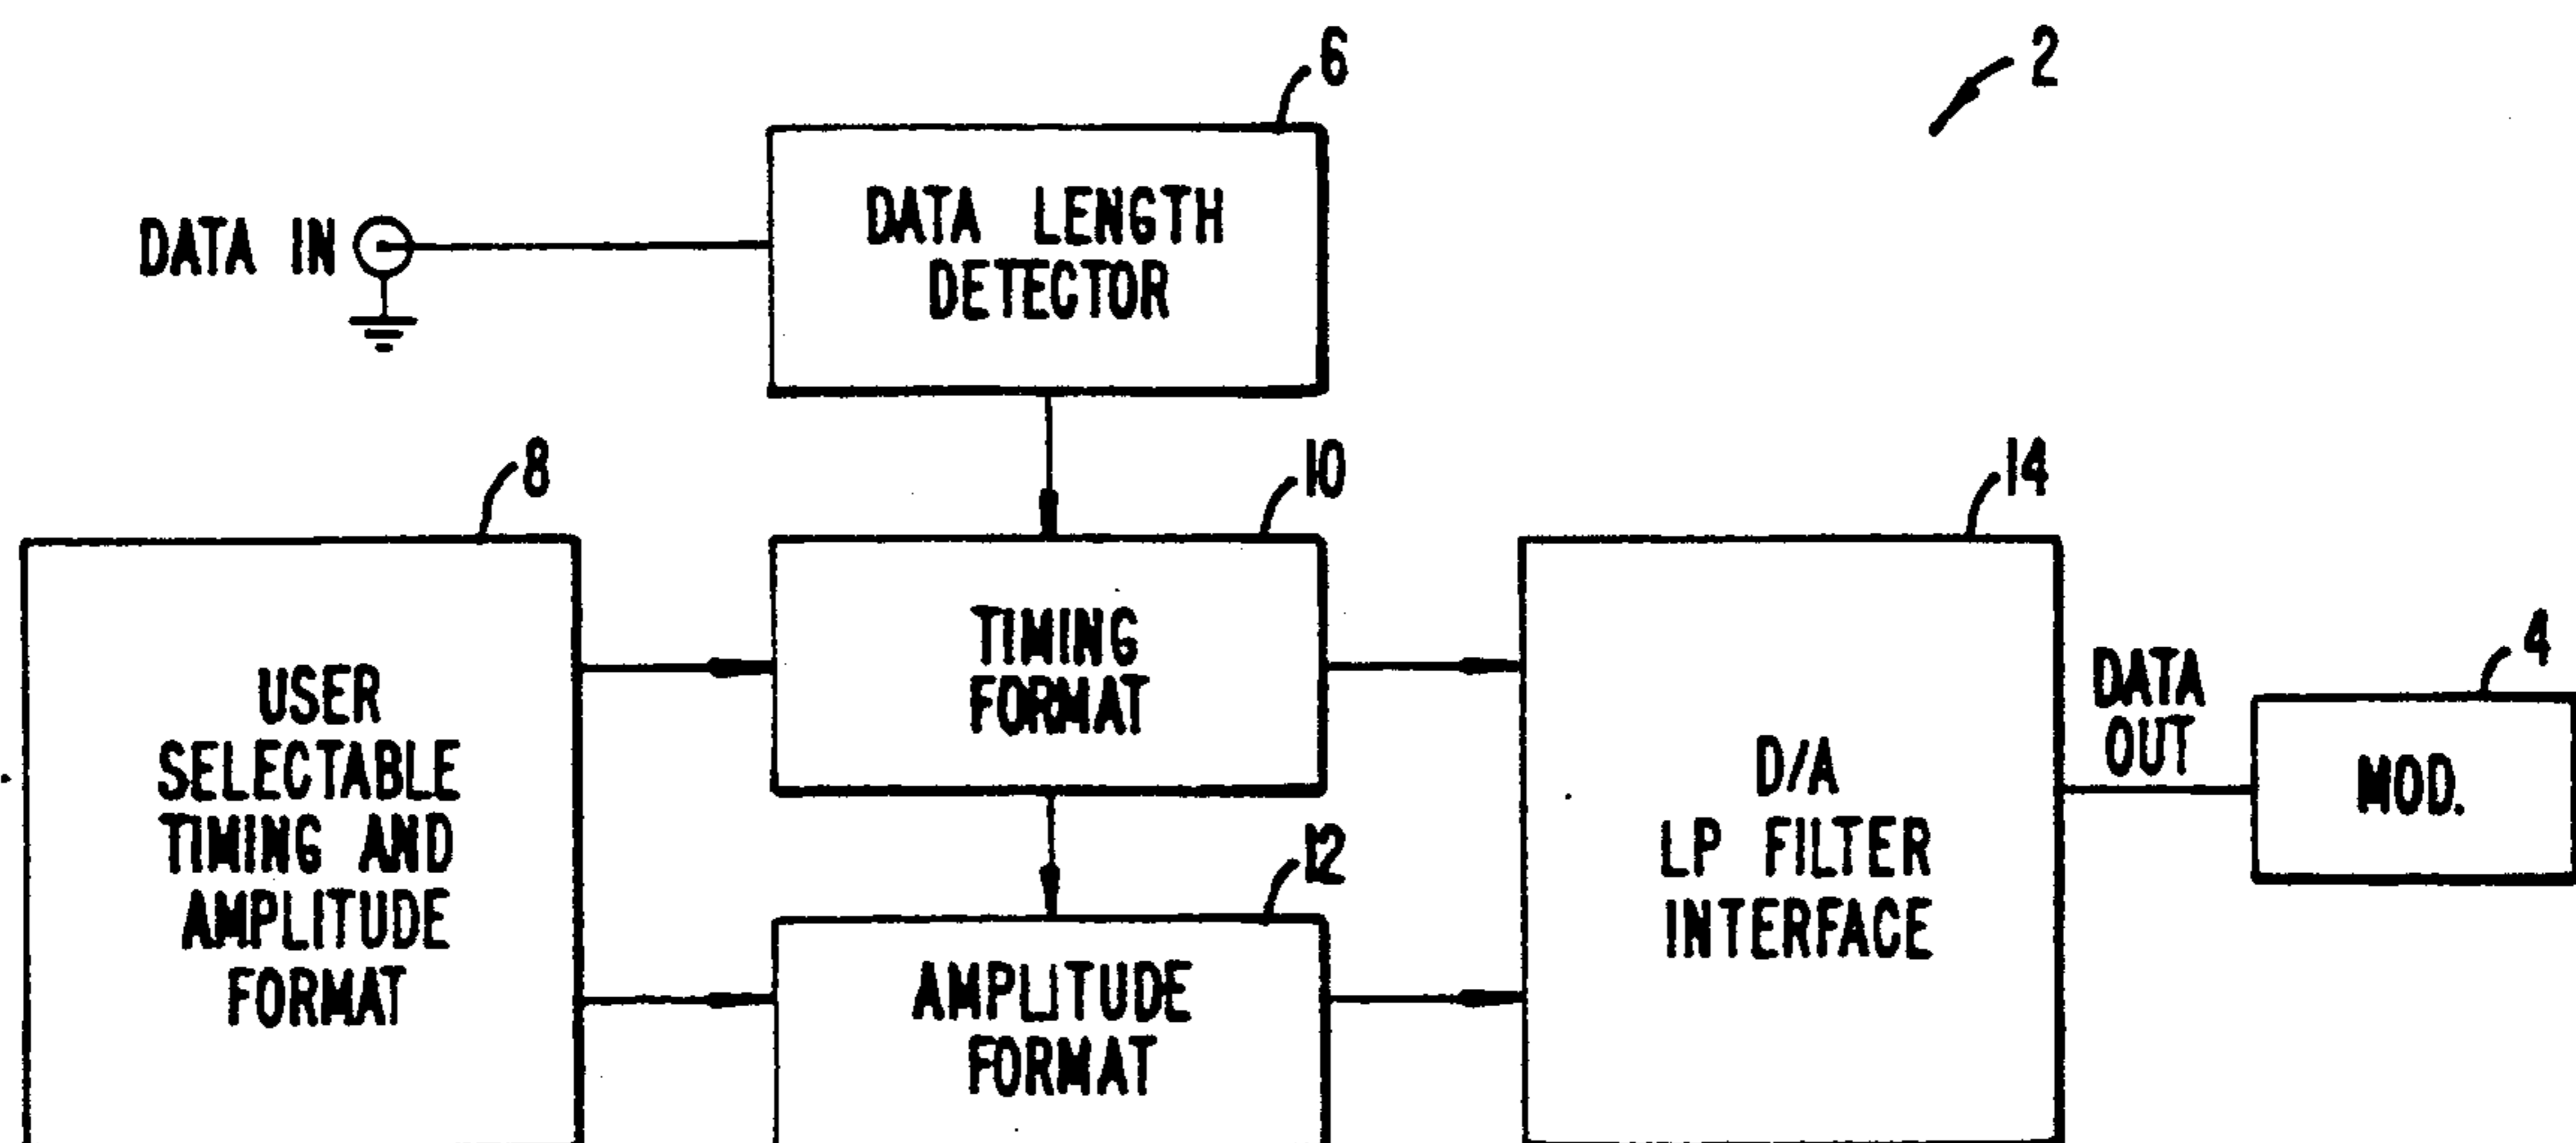 6
2
DATA IN
DATA LENGTH
DETECTOR
8
10
14
USER
SELECTABLE
TIMING AND
AMPLITUDE
FORMAT
TIMING
FORMAT
12
AMPLITUDE
FORMAT
D/A
LP FILTER
INTERFACE
DATA
OUT
4
MOD.